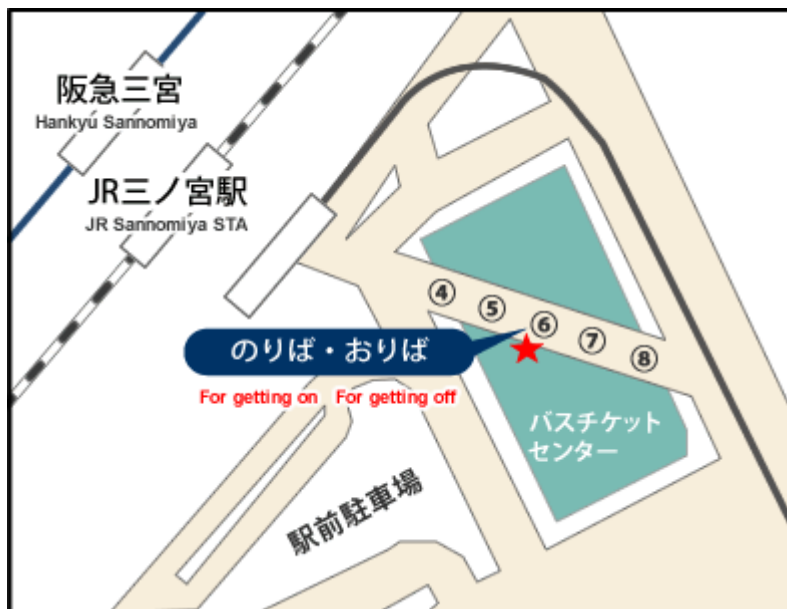 阪急三宮
Hankyu Sannomiya
JR三ノ宮駅
JR Sannomiya STA
④
⑤
⑥
⑦
⑧
のりば・おりば
For getting on For getting off
バスチケット
センター
駅前駐車場